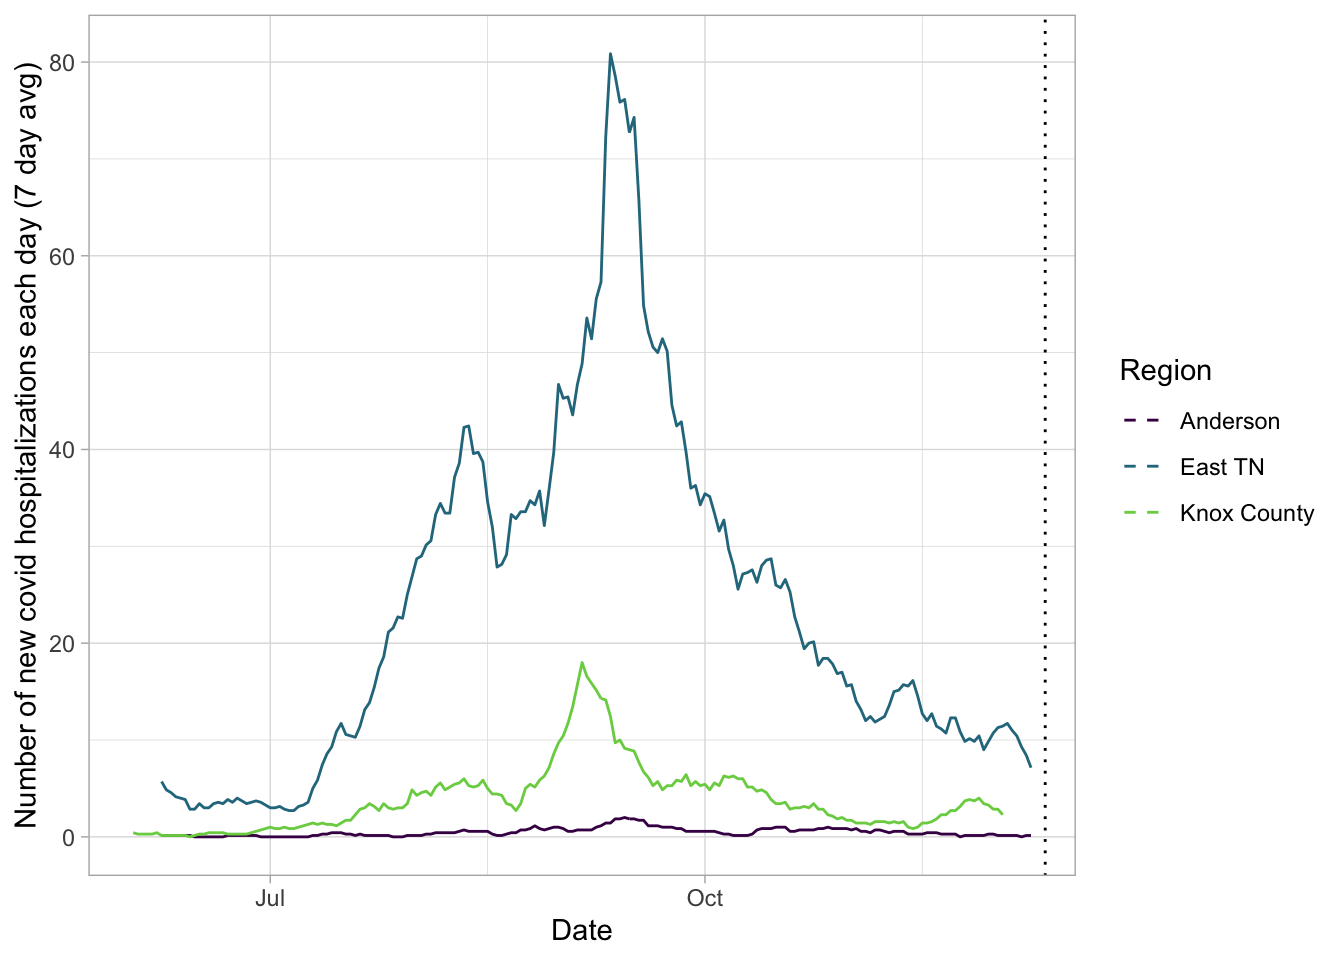 Number of new covid hospitalizations each day (7 day avg)
80
60
40
20
0
Jul
Oct
Date
Region
Anderson
East TN
Knox County